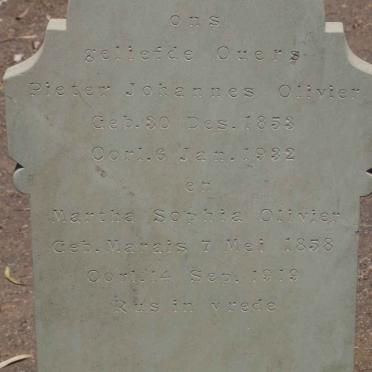 Ons
geliefde Ouers
Pieter Johannes Olivier
Geb. 30 Des. 1853
Oorl. 6 Jan. 1932
en
Martha Sophia Olivier
Geb. Marais 7 Mei 1858
Oorl. 14 Sep. 1919
Rus in vrede